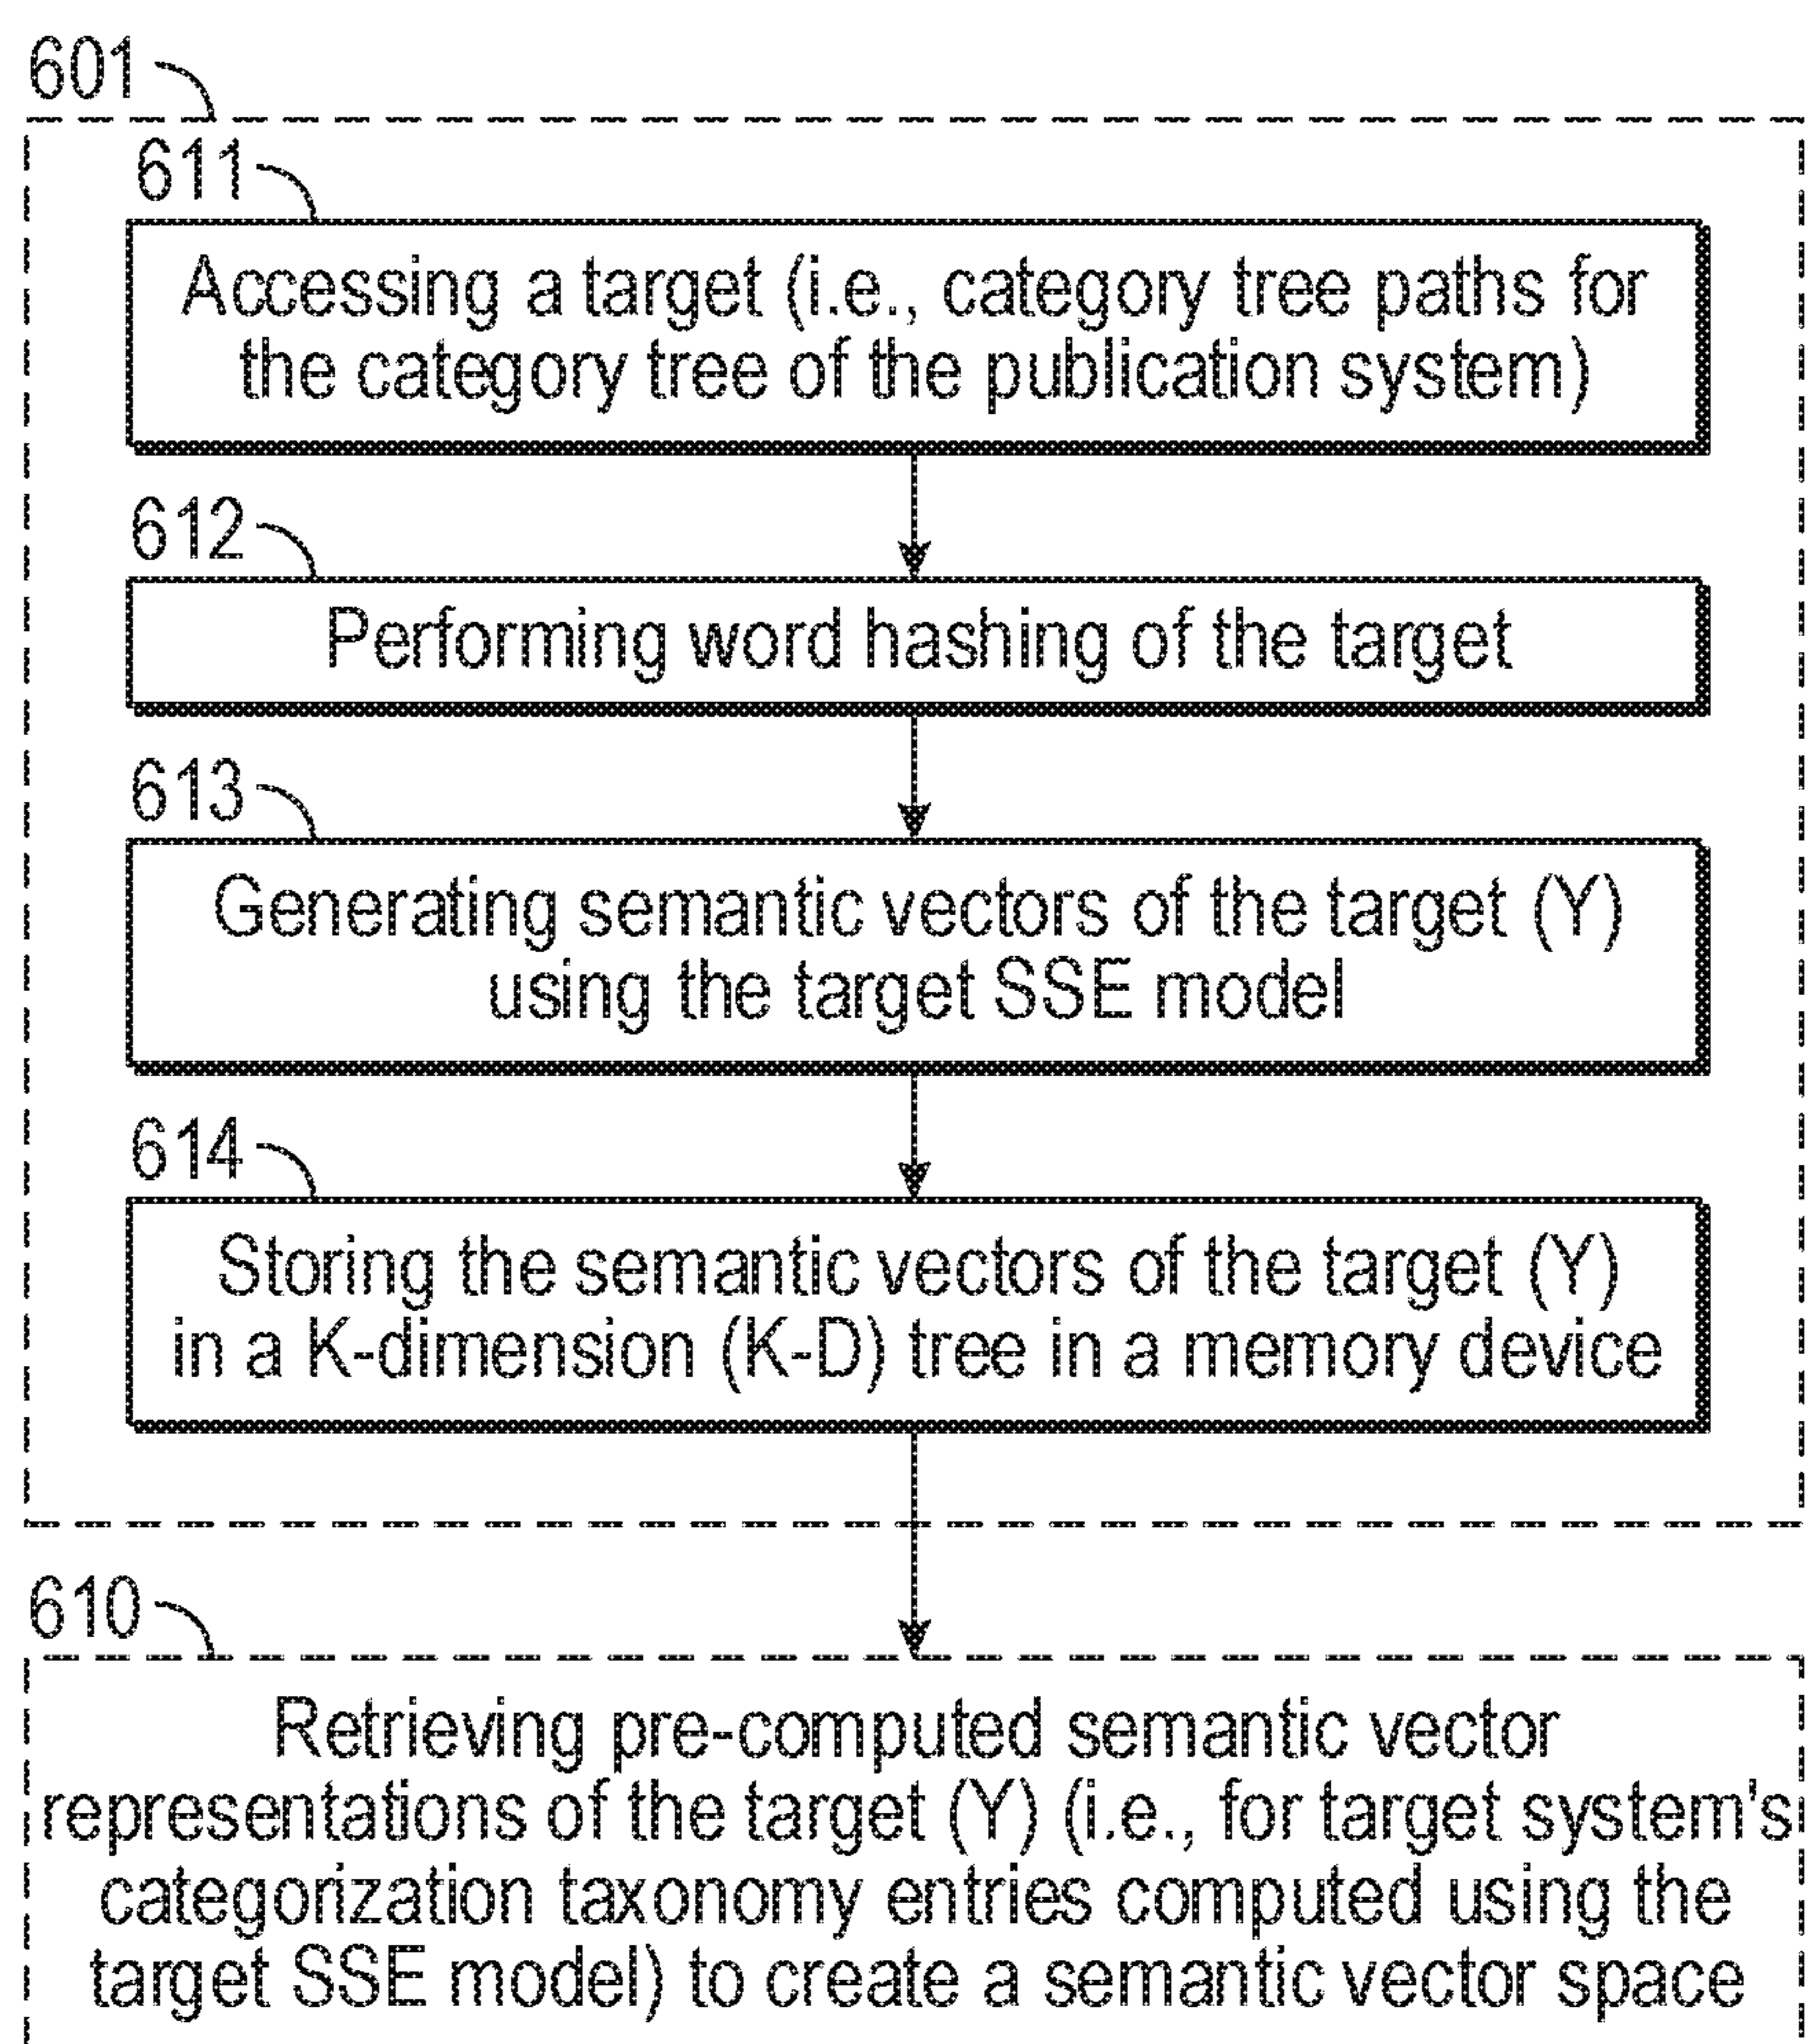 601
611
Accessing a target (i.e., category tree paths for
the category tree of the publication system)
612
Performing word hashing of the target
613
Generating semantic vectors of the target (Y)
using the target SSE model
614
Storing the semantic vectors of the target (Y)
in a K-dimension (K-D) tree in a memory device
610
Retrieving pre-computed semantic vector
representations of the target (Y) (i.e., for target system's
categorization taxonomy entries computed using the
target SSE model) to create a semantic vector space